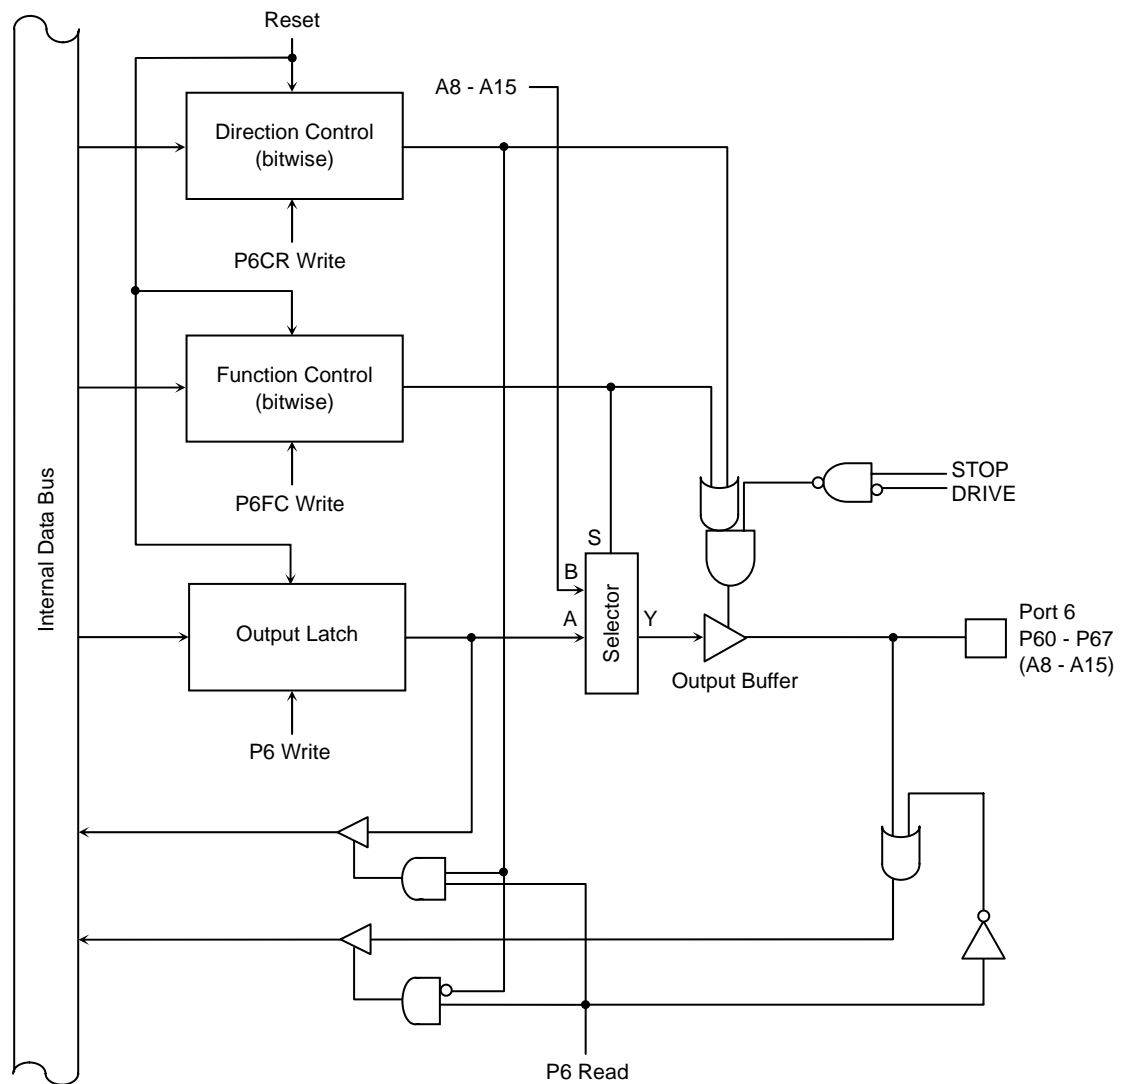 Reset
A8 - A15
Direction Control
(bitwise)
P6CR Write
Function Control
(bitwise)
P6FC Write
STOP
DRIVE
Internal Data Bus
S
B
A
Selector
Y
Output Latch
Output Buffer
Port 6
P60 - P67
(A8 - A15)
P6 Write
P6 Read